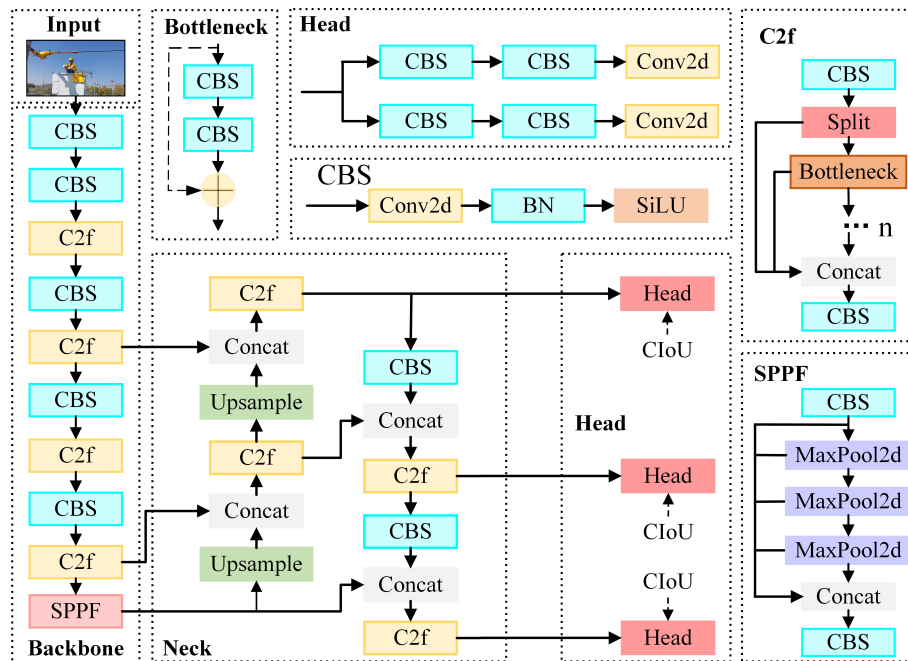 Input
CBS
CBS
C2f
CBS
C2f
CBS
C2f
CBS
C2f
SPPF
Backbone
Bottleneck
CBS
CBS
Head
CBS CBS Conv2d
CBS CBS Conv2d
CBS
Conv2d BN SiLU
C2f
Concat
Upsample
C2f
Concat
Upsample
Neck
CBS
Concat
C2f
CBS
Concat
C2f
Head
CIoU
Head
Head
CIoU
CIoU
Head
C2f
CBS
Split
Bottleneck
... n
Concat
CBS
SPPF
CBS
MaxPool2d
MaxPool2d
MaxPool2d
Concat
CBS